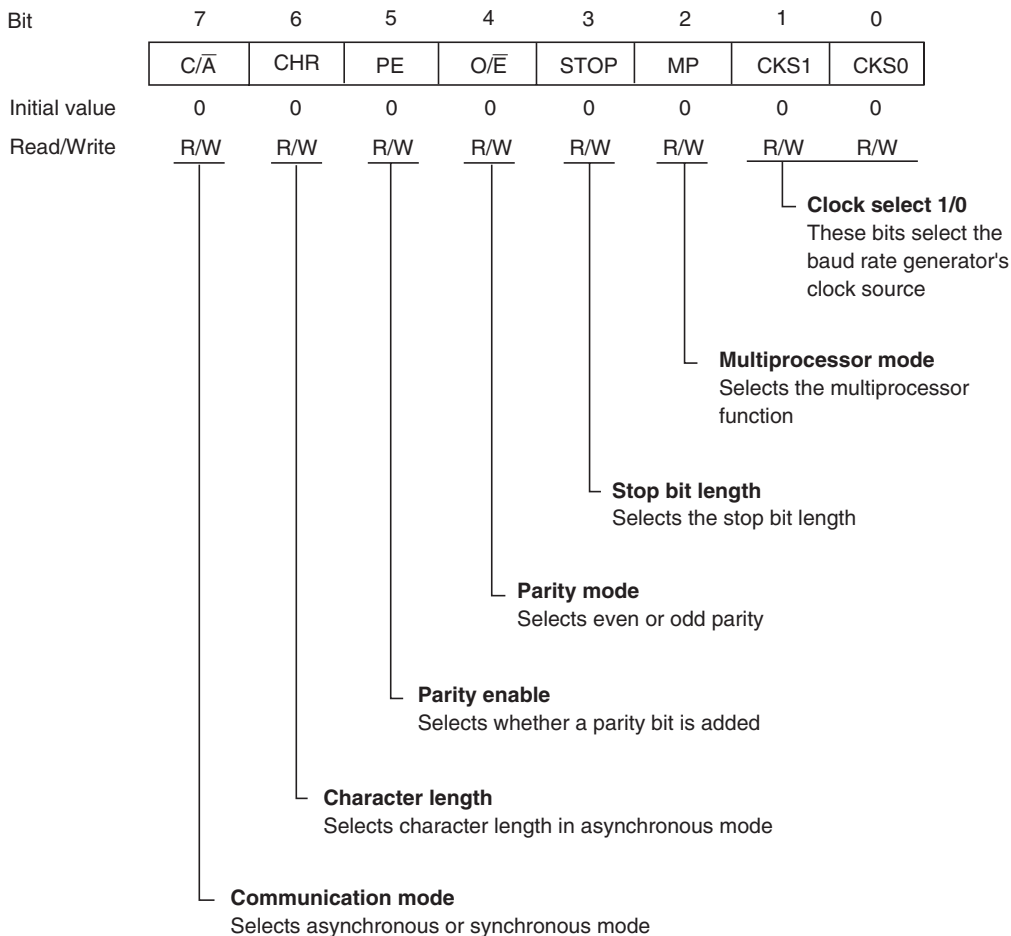 Bit 7 6 5 4 3 2 1 0
C/A̅ CHR PE O/E̅ STOP MP CKS1 CKS0
Initial value 0 0 0 0 0 0 0 0
Read/Write R/W R/W R/W R/W R/W R/W R/W R/W
Clock select 1/0
These bits select the
baud rate generator's
clock source
Multiprocessor mode
Selects the multiprocessor
function
Stop bit length
Selects the stop bit length
Parity mode
Selects even or odd parity
Parity enable
Selects whether a parity bit is added
Character length
Selects character length in asynchronous mode
Communication mode
Selects asynchronous or synchronous mode